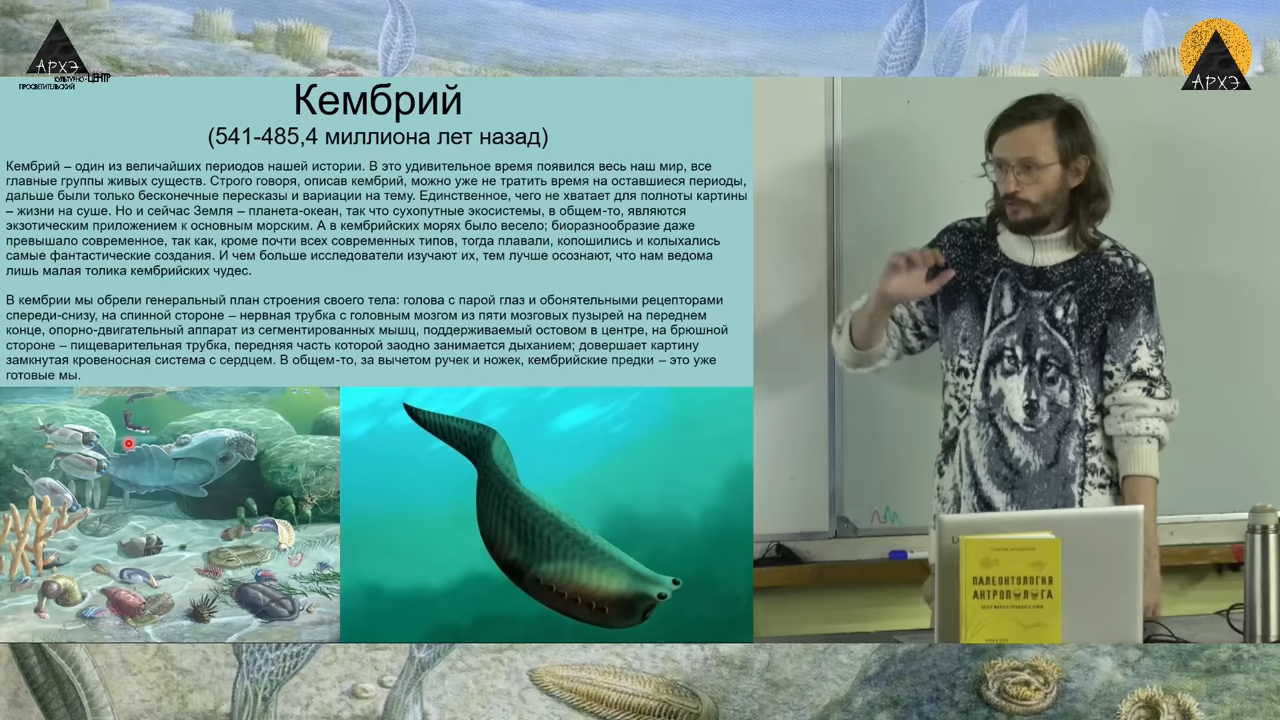 АРХЭ
КУЛЬТУРНО-ЦЕНТР
ПРОСВЕТИТЕЛЬСКИЙ
АРХЭ
Кембрий
(541-485,4 миллиона лет назад)
Кембрий – один из величайших периодов нашей истории. В это удивительное время появился весь наш мир, все
главные группы живых существ. Строго говоря, описав кембрий, можно уже не тратить время на оставшиеся периоды,
дальше были только бесконечные пересказы и вариации на тему. Единственное, чего не хватает для полноты картины
– жизни на суше. Но и сейчас Земля – планета-океан, так что сухопутные экосистемы, в общем-то, являются
экзотическим приложением к основным морским. А в кембрийских морях было весело; биоразнообразие даже
превышало современное, так как, кроме почти всех современных типов, тогда плавали, копошились и колыхались
самые фантастические создания. И чем больше исследователи изучают их, тем лучше осознают, что нам ведома
лишь малая толика кембрийских чудес.
В кембрии мы обрели генеральный план строения своего тела: голова с парой глаз и обонятельными рецепторами
спереди-снизу, на спинной стороне – нервная трубка с головным мозгом из пяти мозговых пузырей на переднем
конце, опорно-двигательный аппарат из сегментированных мышц, поддерживаемый остовом в центре, на брюшной
стороне – пищеварительная трубка, передняя часть которой заодно занимается дыханием; довершает картину
замкнутая кровеносная система с сердцем. В общем-то, за вычетом ручек и ножек, кембрийские предки – это уже
готовые мы.
ПАЛЕОНТОЛОГИЯ
АНТРОПОЛОГА